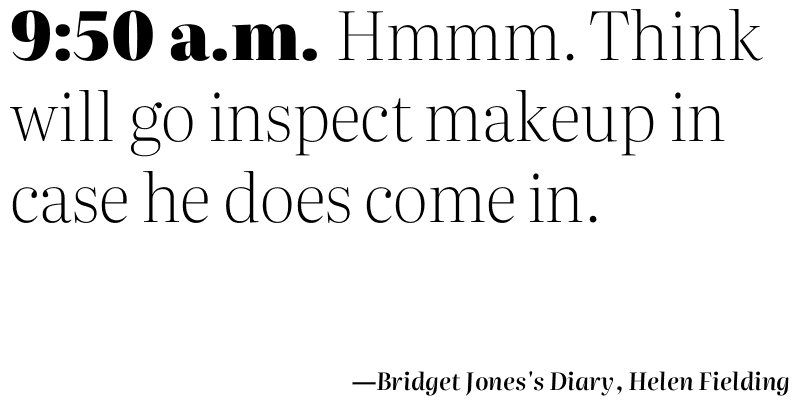 9:50 a.m. Hmmm. Think
will go inspect makeup in
case he does come in.
—Bridget Jones's Diary, Helen Fielding